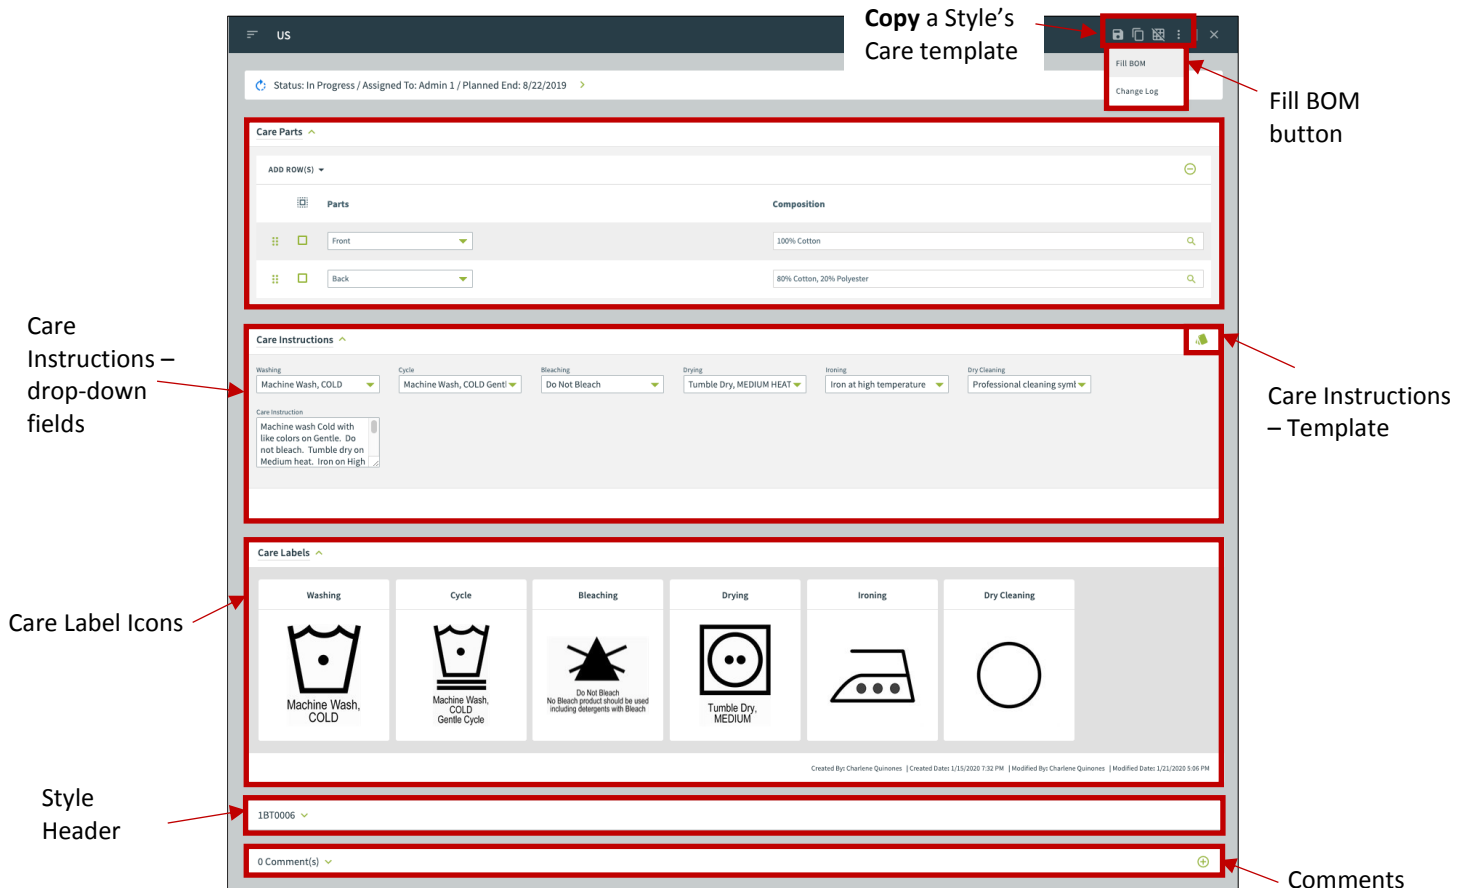 Copy a Style's
Care template
US
Fill BOM
Change Log
Fill BOM
button
Status: In Progress / Assigned To: Admin 1 / Planned End: 8/22/2019
Care Parts
ADD ROW(S)
Parts
Composition
Front
100% Cotton
Back
80% Cotton, 20% Polyester
Care
Instructions –
drop-down
fields
Care Instructions
Washing
Cycle
Bleaching
Drying
Ironing
Dry Cleaning
Machine Wash, COLD
Machine Wash, COLD Gentl
Do Not Bleach
Tumble Dry, MEDIUM HEAT
Iron at high temperature
Professional cleaning symb
Care Instruction
Machine wash Cold with
like colors on Gentle. Do
not bleach. Tumble dry on
Medium heat. Iron on High
Care Instructions
– Template
Care Labels
Care Label Icons
Washing
Cycle
Bleaching
Drying
Ironing
Dry Cleaning
Machine Wash,
COLD
Machine Wash,
COLD
Gentle Cycle
Do Not Bleach
No Bleach product should be used
including detergents with Bleach
Tumble Dry,
MEDIUM
Created By: Charlene Quinones | Created Date: 1/15/2020 7:32 PM | Modified By: Charlene Quinones | Modified Date: 1/21/2020 5:06 PM
Style
Header
1BT0006
0 Comment(s)
Comments